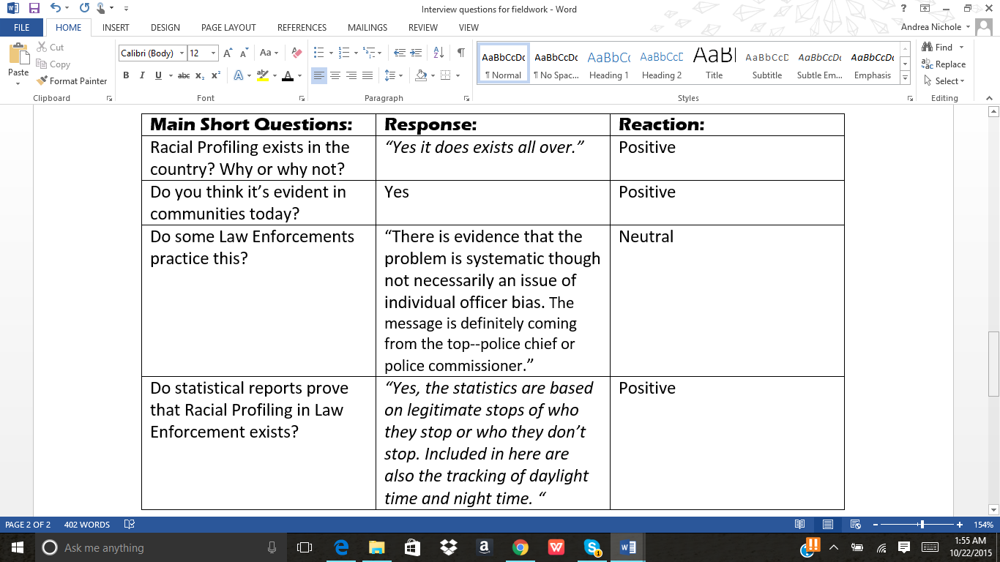 Interview questions for fieldwork - Word
FILE HOME INSERT DESIGN PAGE LAYOUT REFERENCES MAILINGS REVIEW VIEW Andrea Nichole
Paste
Cut
Copy
Format Painter
Clipboard
Calibri (Body) 12
Font
Paragraph
AaBbCcDc AaBbCcDc AaBbCc AaBbCcD AaB AaBbCcD AaBbCcDc AaBbCcDc
¶ Normal ¶ No Spac... Heading 1 Heading 2 Title Subtitle Subtle Em... Emphasis
Styles
Find
Replace
Select
Editing
Main Short Questions:
Response:
Reaction:
Racial Profiling exists in the
country? Why or why not?
“Yes it does exists all over.”
Positive
Do you think it’s evident in
communities today?
Yes
Positive
Do some Law Enforcements
practice this?
“There is evidence that the
problem is systematic though
not necessarily an issue of
individual officer bias. The
message is definitely coming
from the top--police chief or
police commissioner.”
Neutral
Do statistical reports prove
that Racial Profiling in Law
Enforcement exists?
“Yes, the statistics are based
on legitimate stops of who
they stop or who they don’t
stop. Included in here are
also the tracking of daylight
time and night time. “
Positive
PAGE 2 OF 2 402 WORDS 154%
Ask me anything
1:55 AM
10/22/2015